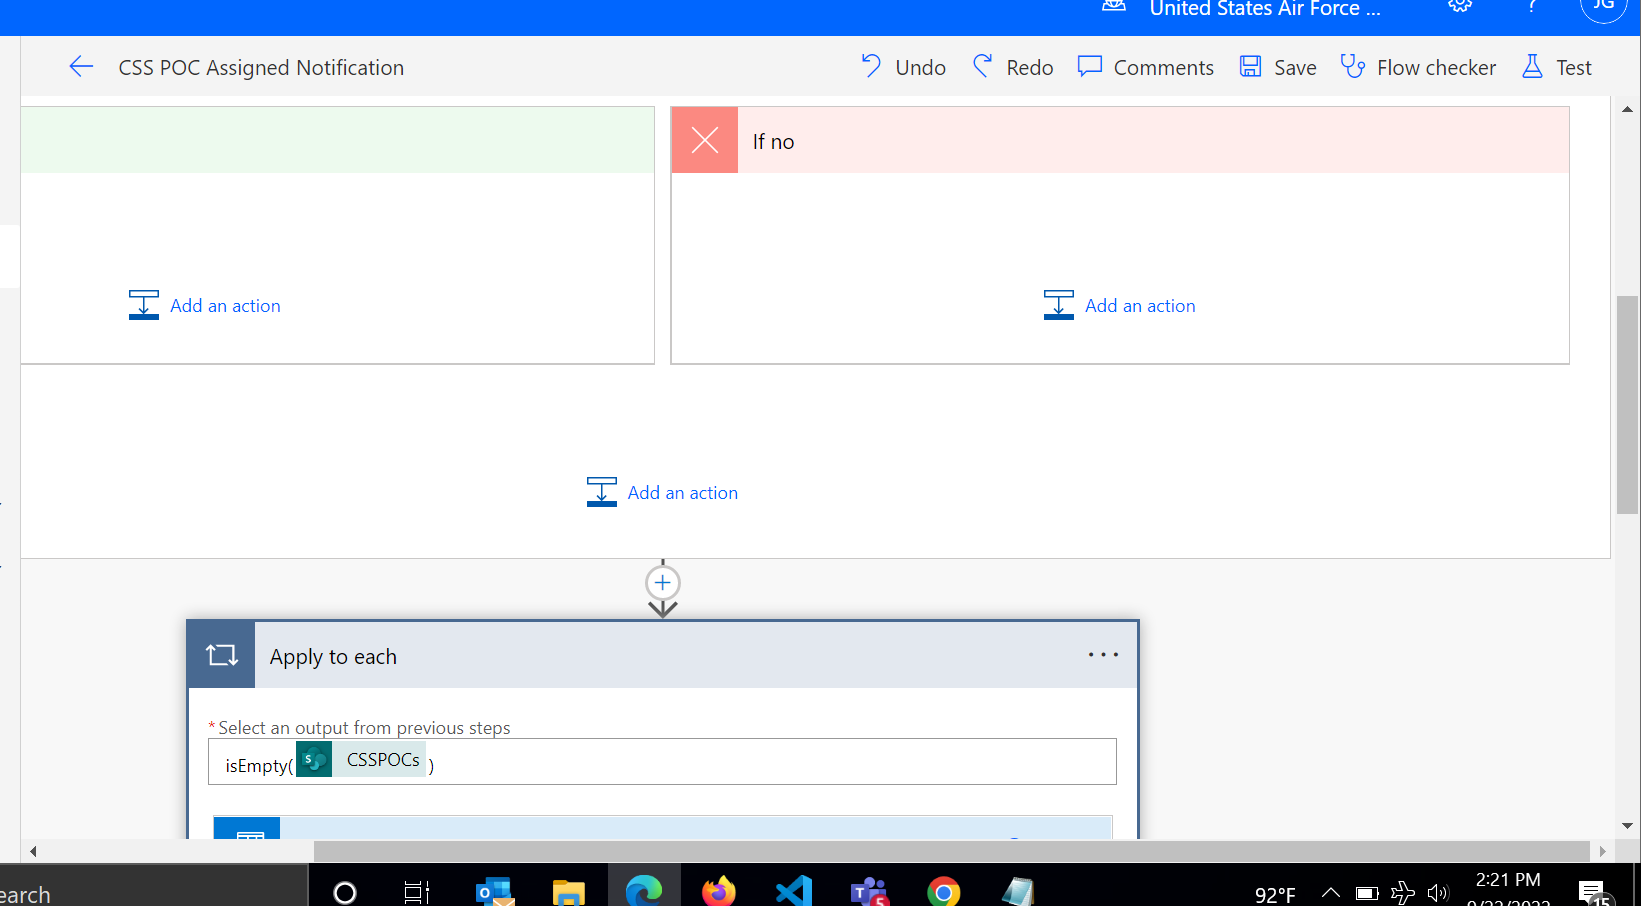 United States Air Force ...
?
JG
CSS POC Assigned Notification
Undo
Redo
Comments
Save
Flow checker
Test
If no
Add an action
Add an action
Add an action
Apply to each
* Select an output from previous steps
isEmpty( S CSSPOCs )
earch
5
92°F
2:21 PM
15